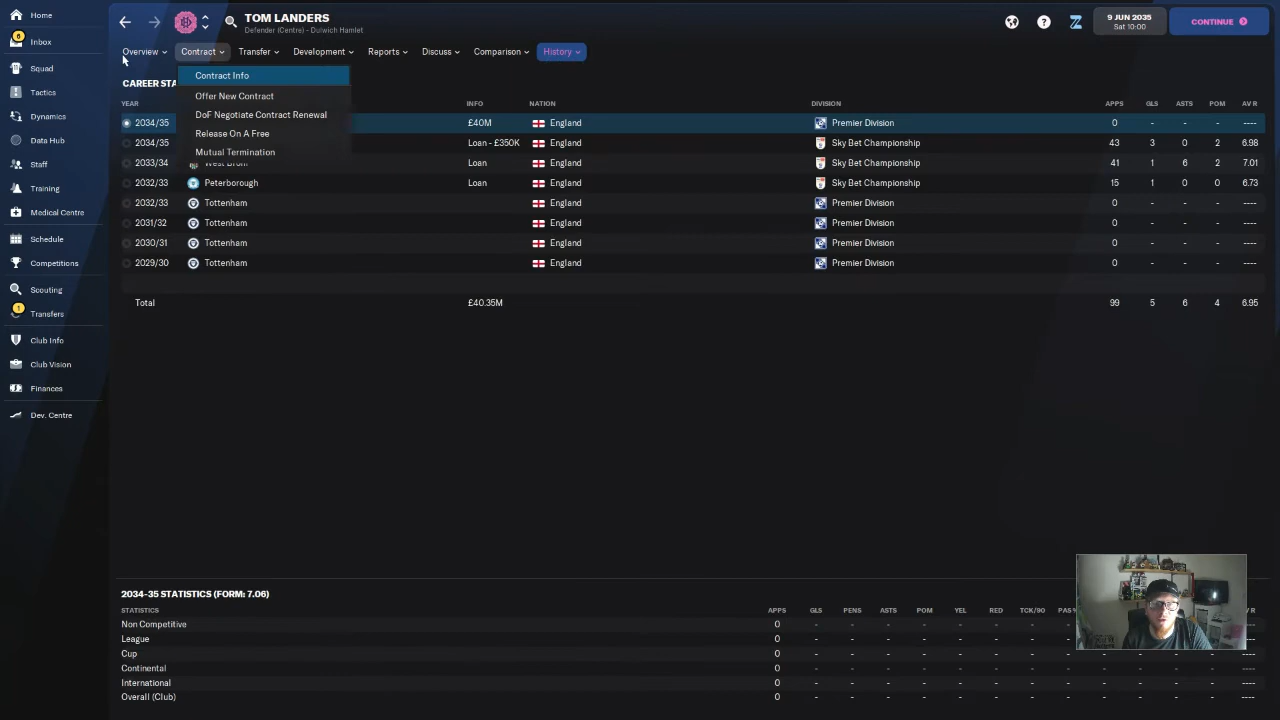 Home
TOM LANDERS
Defender (Centre) - Dulwich Hamlet
9 JUN 2035
Sat 10:00
CONTINUE
6
Inbox
Overview Contract Transfer Development Reports Discuss Comparison History
Squad
Tactics
Dynamics
Data Hub
Staff
Training
Medical Centre
Schedule
Competitions
Scouting
1
Transfers
Club Info
Club Vision
Finances
Dev. Centre
Contract Info
Offer New Contract
DoF Negotiate Contract Renewal
Release On A Free
Mutual Termination
CAREER STA
YEAR INFO NATION DIVISION APPS GLS ASTS POM AV R
2034/35 £40M England Premier Division 0 - - - ----
2034/35 Loan - £350K England Sky Bet Championship 43 3 0 2 6.98
2033/34 West Brom Loan England Sky Bet Championship 41 1 6 2 7.01
2032/33 Peterborough Loan England Sky Bet Championship 15 1 0 0 6.73
2032/33 Tottenham England Premier Division 0 - - - ----
2031/32 Tottenham England Premier Division 0 - - - ----
2030/31 Tottenham England Premier Division 0 - - - ----
2029/30 Tottenham England Premier Division 0 - - - ----
Total £40.35M 99 5 6 4 6.95
2034-35 STATISTICS (FORM: 7.06)
STATISTICS APPS GLS PENS ASTS POM YEL RED TCK/90 PAS V R
Non Competitive 0 - - - - - - -
League 0 - - - - - - -
Cup 0 - - - - - - -
Continental 0 - - - - - - - - - - ----
International 0 - - - - - - - - - - ----
Overall (Club) 0 - - - - - - - - - - ----